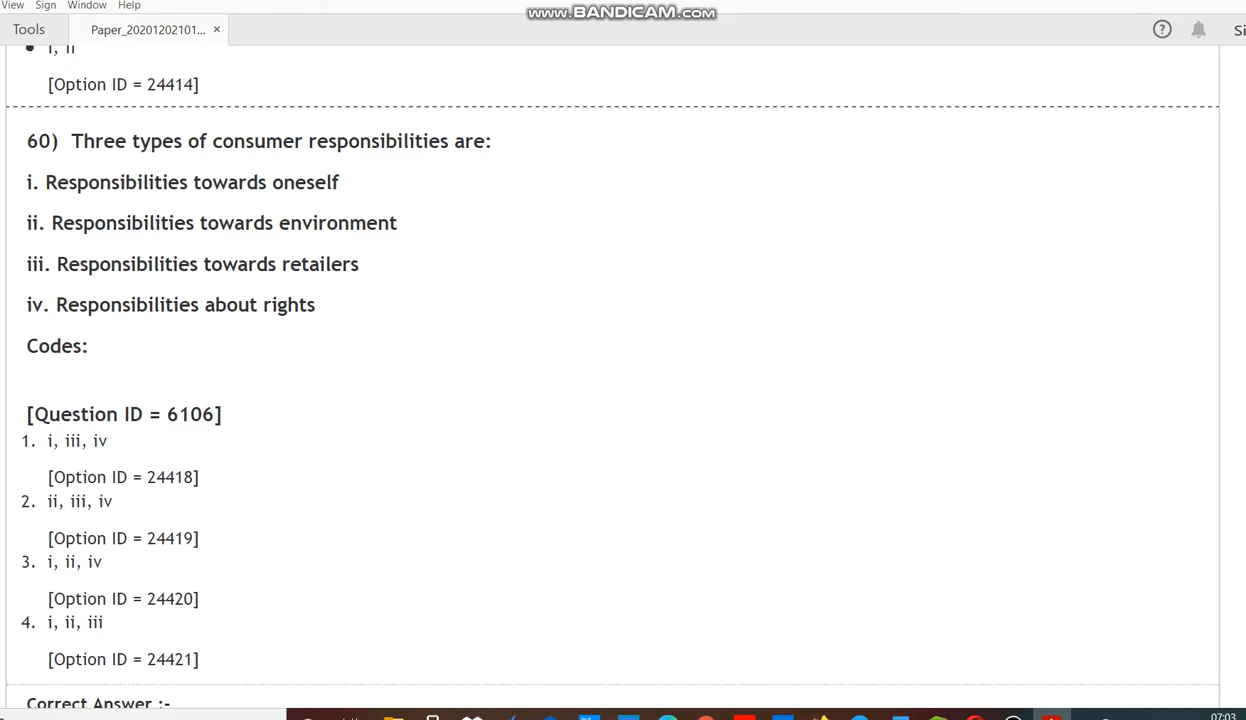 View Sign Window Help
www.BANDICAM.com
Tools Paper_20201202101... × ? Si
i, ii
[Option ID = 24414]
60) Three types of consumer responsibilities are:
i. Responsibilities towards oneself
ii. Responsibilities towards environment
iii. Responsibilities towards retailers
iv. Responsibilities about rights
Codes:
[Question ID = 6106]
1. i, iii, iv
[Option ID = 24418]
2. ii, iii, iv
[Option ID = 24419]
3. i, ii, iv
[Option ID = 24420]
4. i, ii, iii
[Option ID = 24421]
Correct Answer :-
07:03